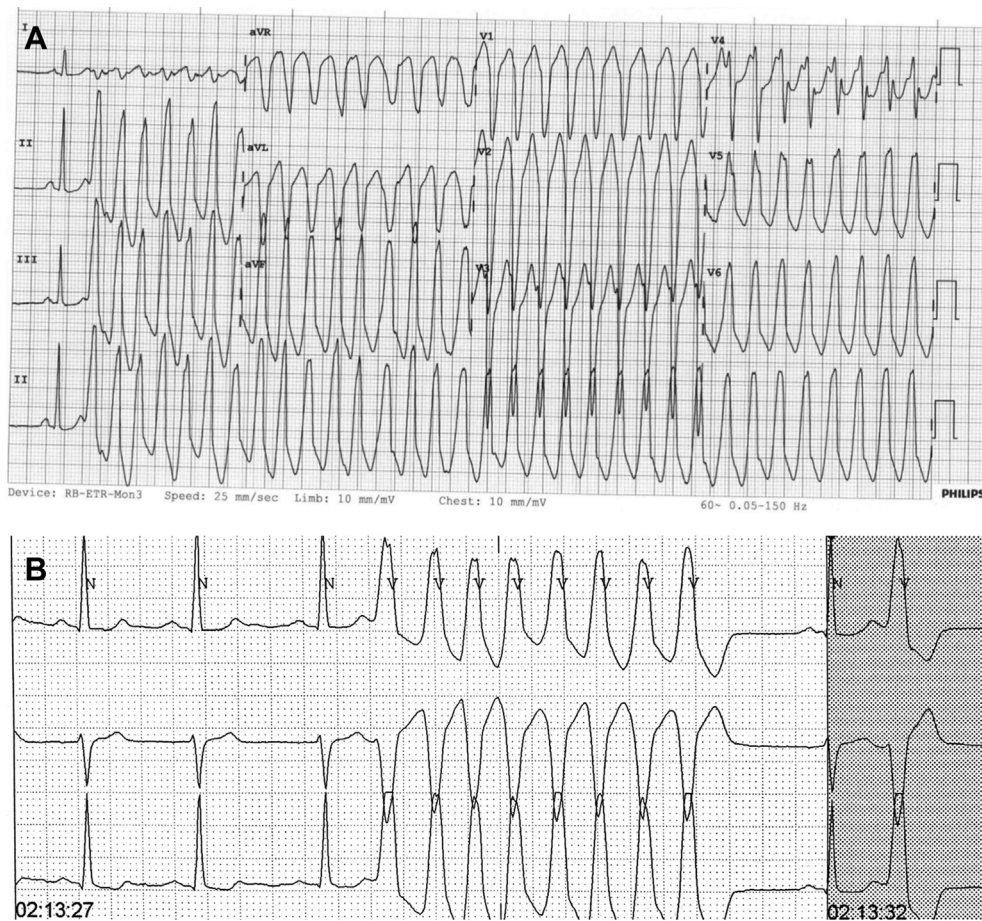 A
I
aVR
V1
V4
II
aVL
V2
V5
III
aVF
V3
V6
II
Device: RB-ETR-Mon3 Speed: 25 mm/sec Limb: 10 mm/mV Chest: 10 mm/mV 60~ 0.05-150 Hz PHILIPS
B
N N N V V V V V V V V N V
02:13:27 02:13:32